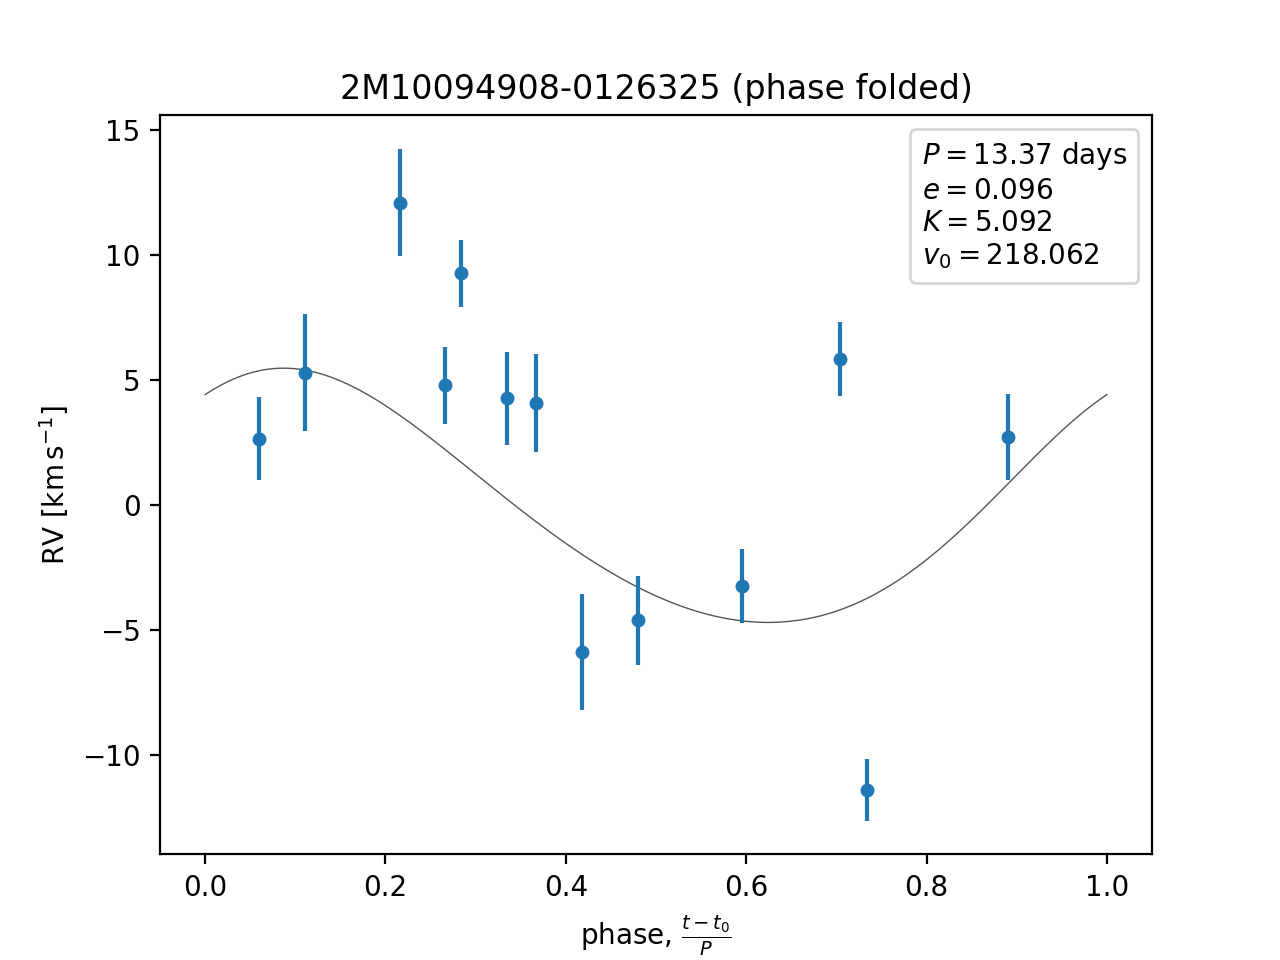 2M10094908-0126325 (phase folded)
P = 13.37 days
e = 0.096
K = 5.092
v₀ = 218.062
15
10
5
0
−5
−10
RV [km s⁻¹]
0.0 0.2 0.4 0.6 0.8 1.0
phase, (t − t₀)/P